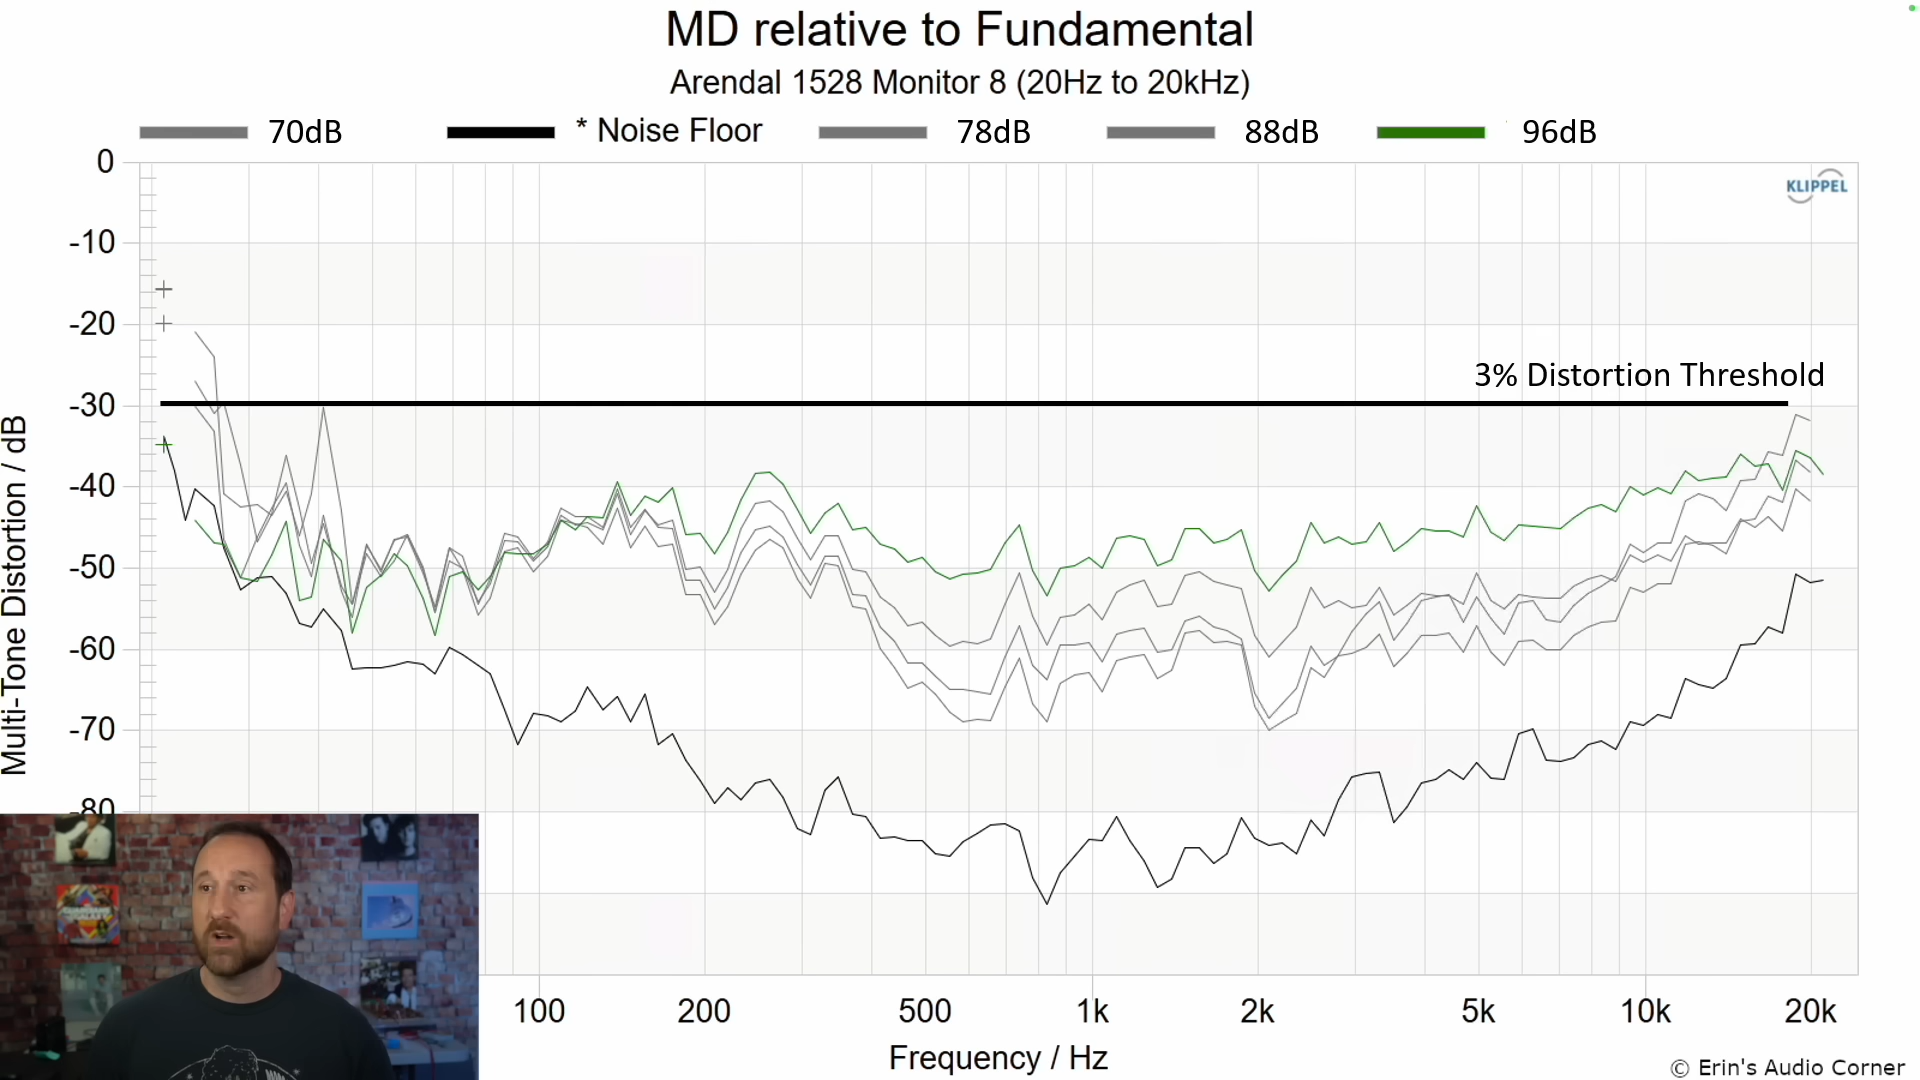 MD relative to Fundamental
Arendal 1528 Monitor 8 (20Hz to 20kHz)
70dB * Noise Floor 78dB 88dB 96dB
KLIPPEL
0
-10
-20
-30
-40
-50
-60
-70
-80
3% Distortion Threshold
Multi-Tone Distortion / dB
100 200 500 1k 2k 5k 10k 20k
Frequency / Hz
© Erin's Audio Corner